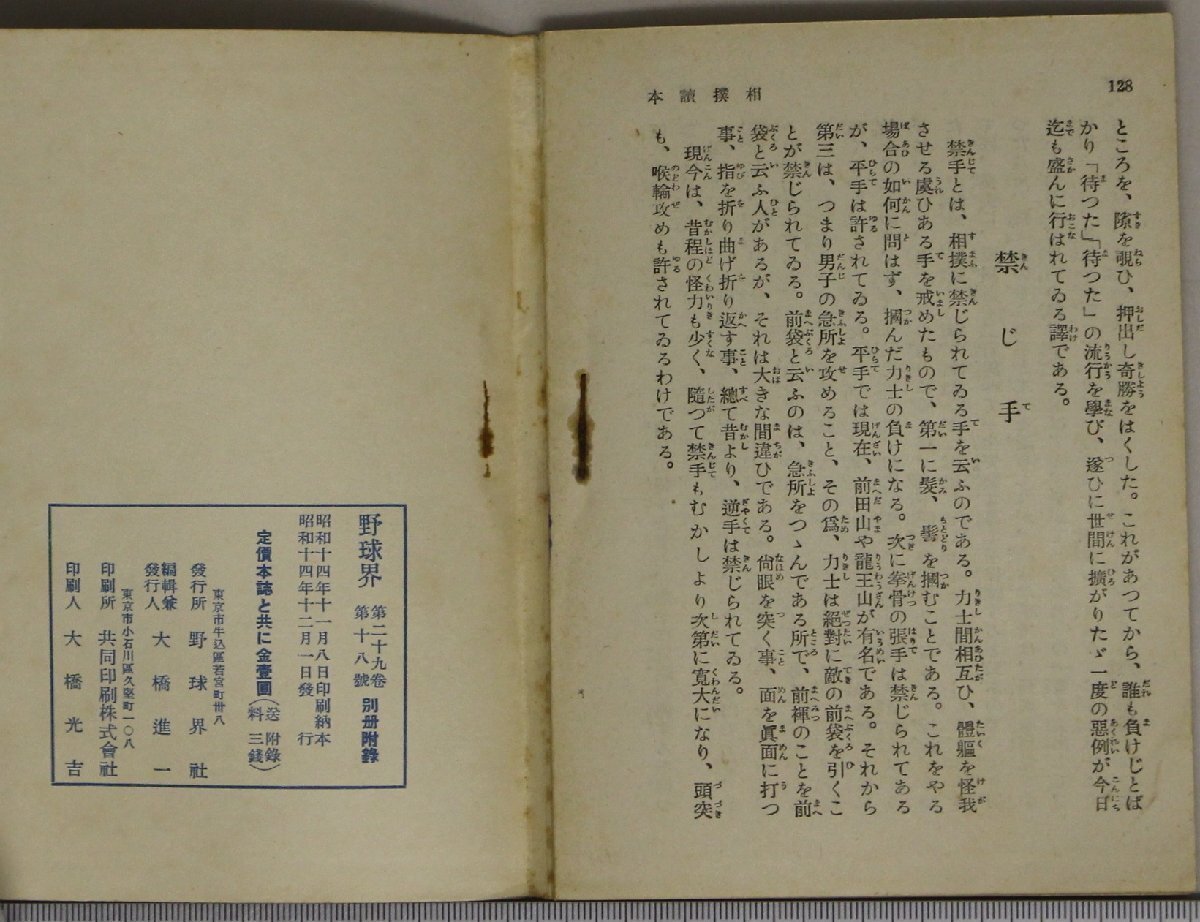 128
相撲讀本
ところを、隙を覗ひ、押出し奇勝をはくした。これがあつてから、誰も負けじとば
かり「待つた」「待つた」の流行を學び、遂ひに世間に擴がりたゞ一度の惡例が今日
迄も盛んに行はれてゐる譯である。
禁じ手
禁手とは、相撲に禁じられてゐる手を云ふのである。力士間相互ひ、體軀を怪我
させる虞ひある手を戒めたもので、第一に髮、髻を摑むことである。これをやる
場合の如何に問はず、摑んだ力士の負けになる。次に拳骨の張手は禁じられてある
が、平手は許されてゐる。平手では現在、前田山や龍王山が有名である。それから
第三は、つまり男子の急所を攻めること、その爲、力士は絕對に敵の前袋を引くこ
とが禁じられてゐる。前袋と云ふのは、急所をつゝんである所で、前褌のことを前
袋と云ふ人があるが、それは大きな間違ひである。尙眼を突く事、面を眞面に打つ
事、指を折り曲げ折り返す事、總て昔より、逆手は禁じられてゐる。
現今は、昔程の怪力も少く、隨つて禁手もむかしより次第に寬大になり、頭突
も、喉輪攻めも許されてゐるわけである。
野球界 第二十九卷 第十八號 別册附錄
昭和十四年十一月八日印刷納本
昭和十四年十二月一日發行
定價本誌と共に金壹圓(送料 附錄三錢)
東京市牛込區若宮町卅八
發行所 野球界社
編輯兼發行人 大橋進一
東京市小石川區久堅町一〇八
印刷所 共同印刷株式會社
印刷人 大橋光吉